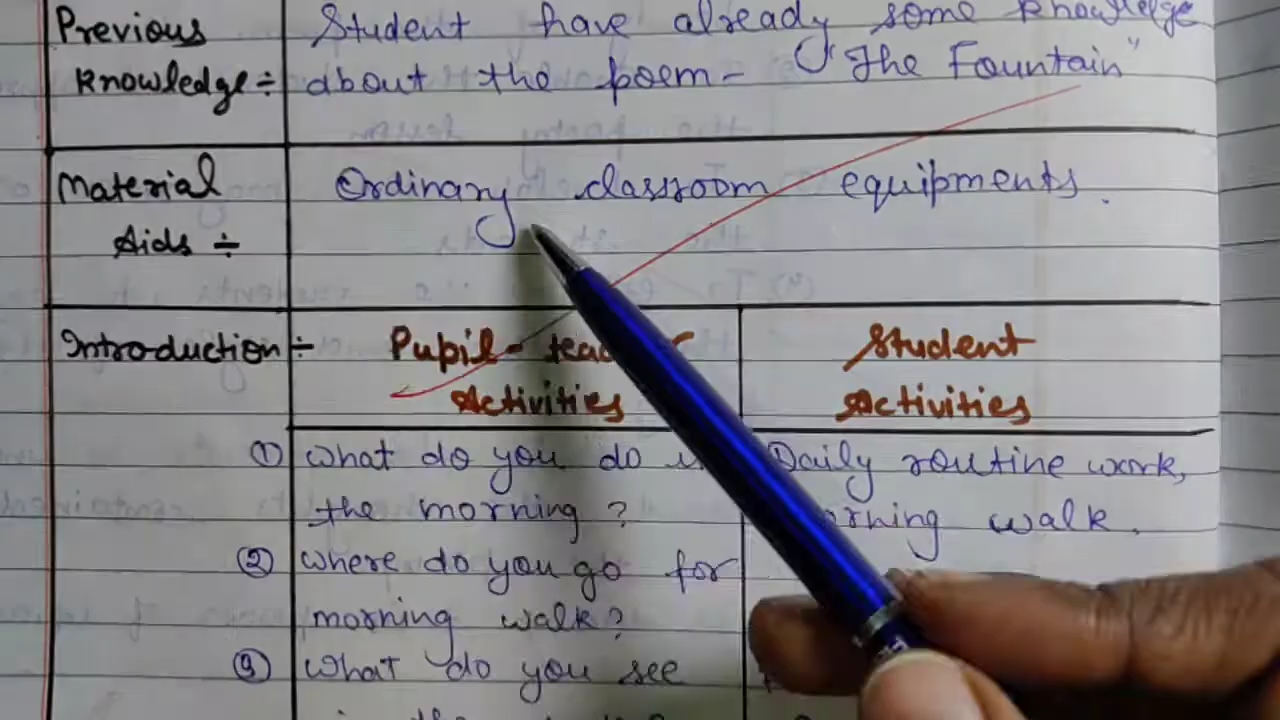 Previous Student have already some knowledge
knowledge ÷ about the poem - "The Fountain"
Material Ordinary classroom equipments.
Aids ÷
Introduction ÷ Pupil - Student
Activities Activities
① What do you do Daily routine work,
the morning? walk.
② Where do you go for
morning walk?
③ What do you see